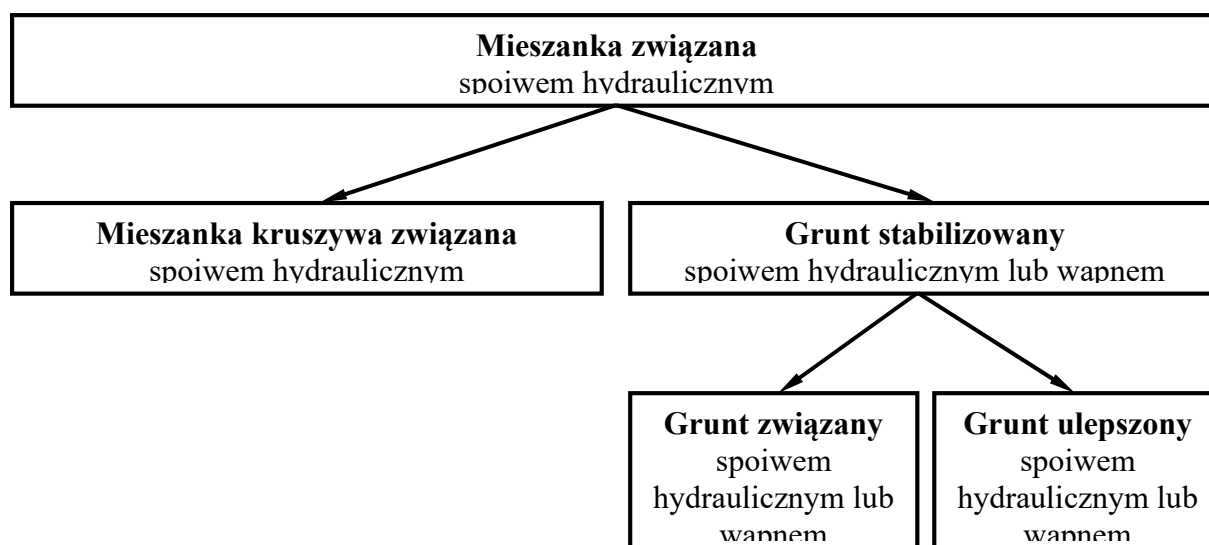 Mieszanka związana
spoiwem hydraulicznym
Mieszanka kruszywa związana
spoiwem hydraulicznym
Grunt stabilizowany
spoiwem hydraulicznym lub wapnem
Grunt związany
spoiwem
hydraulicznym lub
wapnem
Grunt ulepszony
spoiwem
hydraulicznym lub
wapnem